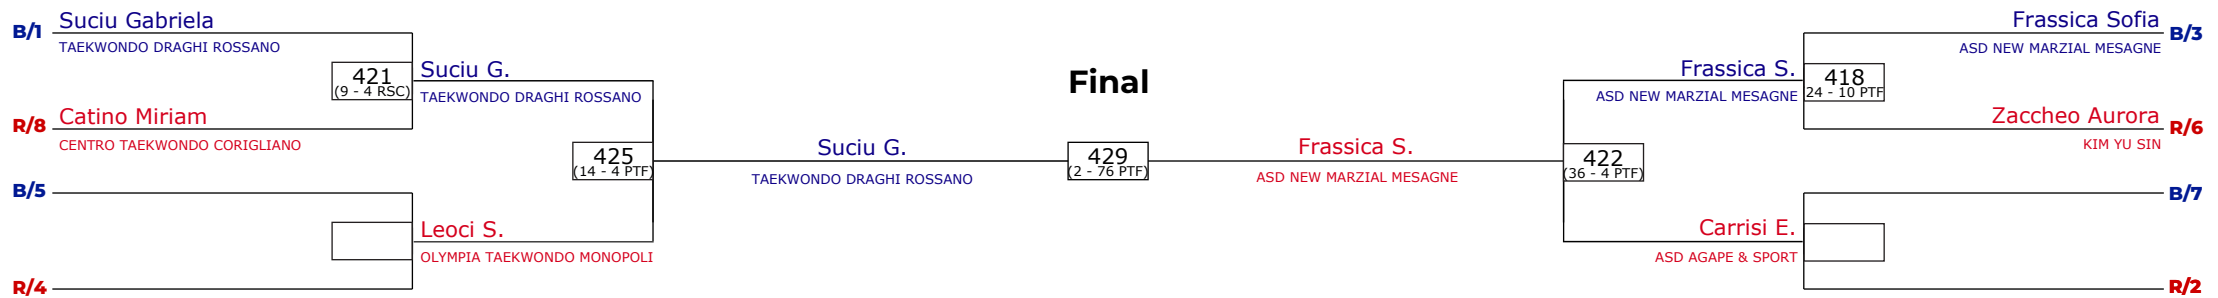 B/1
Suciu Gabriela
TAEKWONDO DRAGHI ROSSANO
421
(9 - 4 RSC)
R/8
Catino Miriam
CENTRO TAEKWONDO CORIGLIANO
Suciu G.
TAEKWONDO DRAGHI ROSSANO
425
(14 - 4 PTF)
B/5
Leoci S.
OLYMPIA TAEKWONDO MONOPOLI
R/4
Suciu G.
TAEKWONDO DRAGHI ROSSANO
Final
429
(2 - 76 PTF)
Frassica S.
ASD NEW MARZIAL MESAGNE
Frassica S.
ASD NEW MARZIAL MESAGNE
422
(36 - 4 PTF)
Carrisi E.
ASD AGAPE & SPORT
Frassica Sofia
B/3
ASD NEW MARZIAL MESAGNE
418
24 - 10 PTF
Zaccheo Aurora
R/6
KIM YU SIN
B/7
R/2